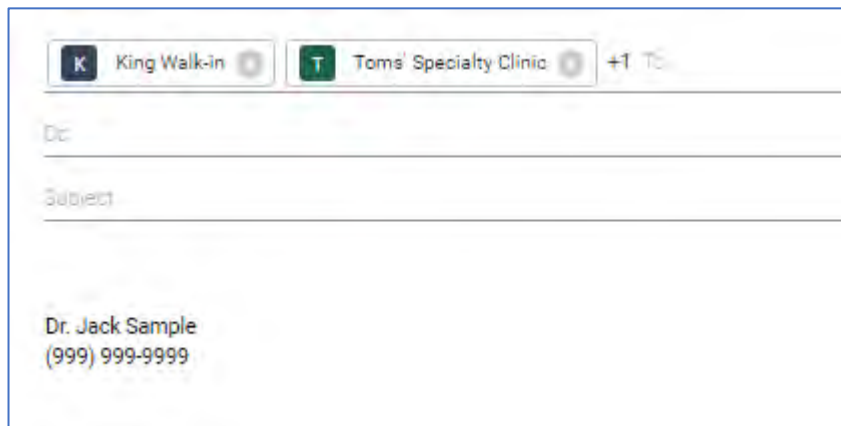 K King Walk-in T Toms' Specialty Clinic +1 To
Cc
Subject
Dr. Jack Sample
(999) 999-9999